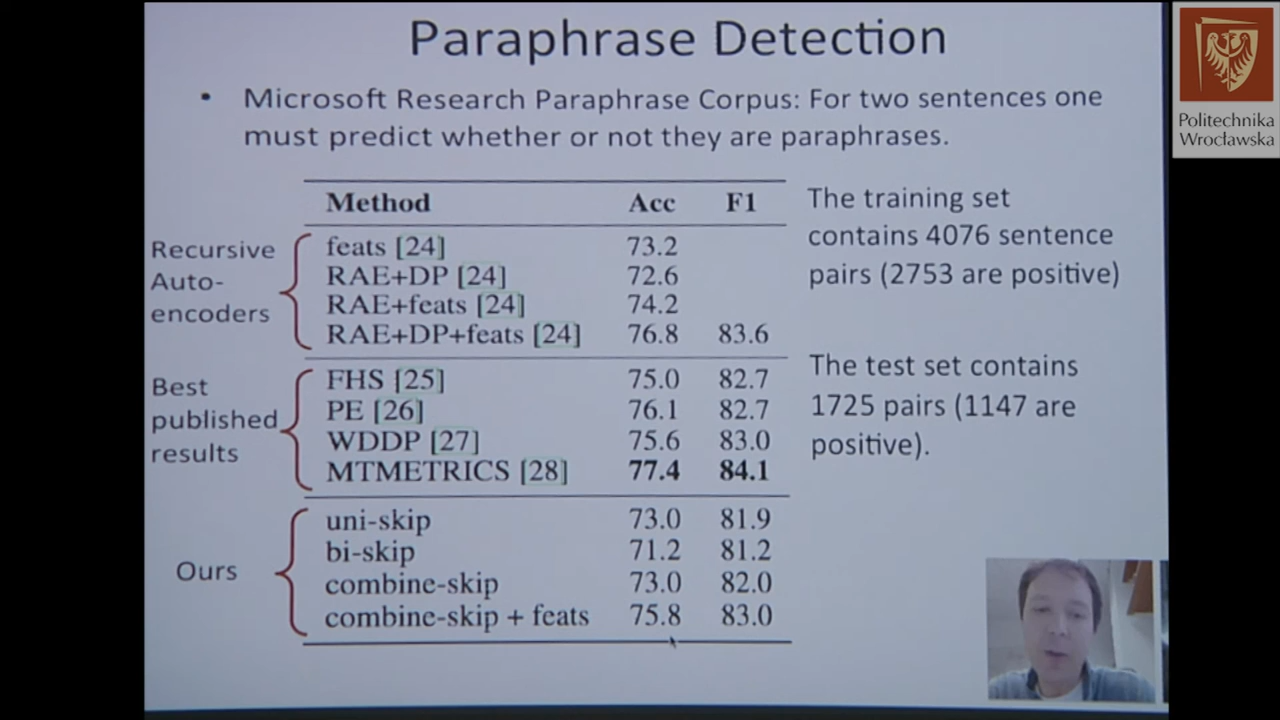 Paraphrase Detection
• Microsoft Research Paraphrase Corpus: For two sentences one
must predict whether or not they are paraphrases.
Method Acc F1
Recursive
Auto-
encoders
feats [24] 73.2
RAE+DP [24] 72.6
RAE+feats [24] 74.2
RAE+DP+feats [24] 76.8 83.6
Best
published
results
FHS [25] 75.0 82.7
PE [26] 76.1 82.7
WDDP [27] 75.6 83.0
MTMETRICS [28] 77.4 84.1
Ours
uni-skip 73.0 81.9
bi-skip 71.2 81.2
combine-skip 73.0 82.0
combine-skip + feats 75.8 83.0
The training set
contains 4076 sentence
pairs (2753 are positive)
The test set contains
1725 pairs (1147 are
positive).
Politechnika
Wrocławska